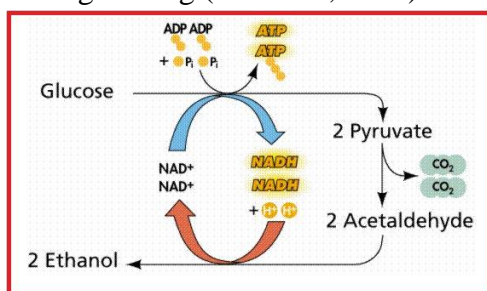 ADP ADP
ATP
ATP
+ Pi Pi
Glucose
2 Pyruvate
NAD+
NAD+
NADH
NADH
CO2
CO2
+ H+ H+
2 Acetaldehyde
2 Ethanol